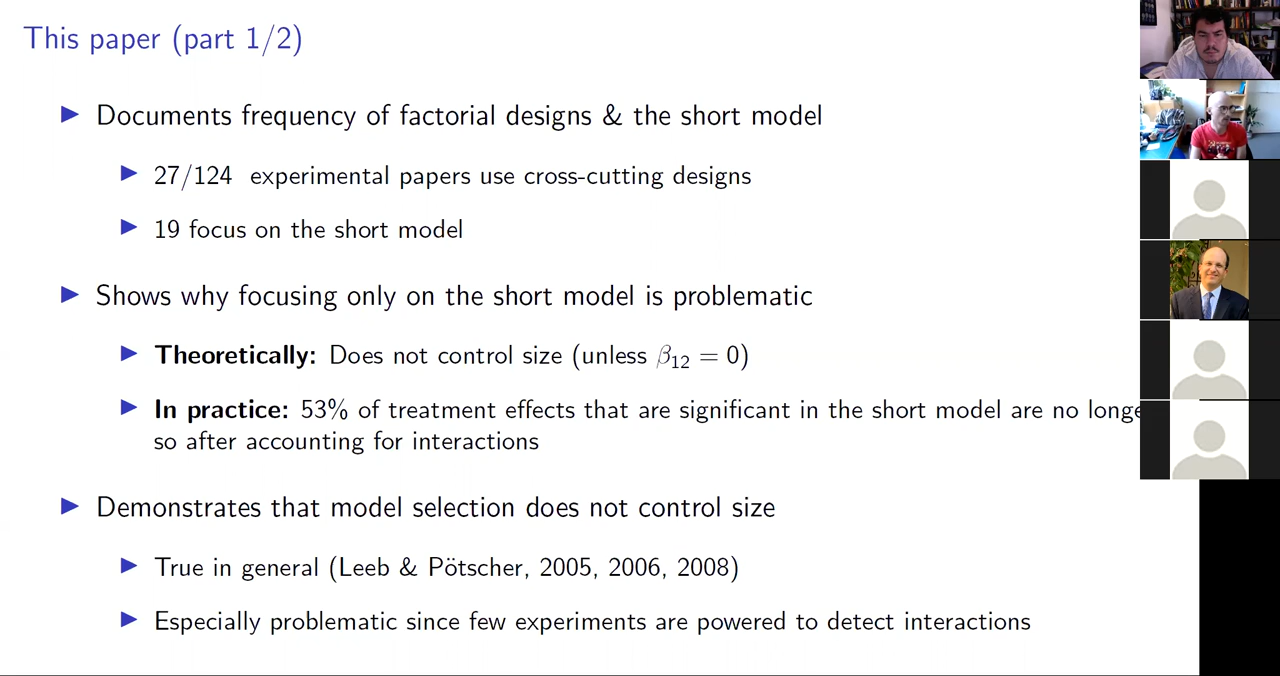 This paper (part 1/2)
▶ Documents frequency of factorial designs & the short model
▶ 27/124 experimental papers use cross-cutting designs
▶ 19 focus on the short model
▶ Shows why focusing only on the short model is problematic
▶ Theoretically: Does not control size (unless β₁₂ = 0)
▶ In practice: 53% of treatment effects that are significant in the short model are no longe
so after accounting for interactions
▶ Demonstrates that model selection does not control size
▶ True in general (Leeb & Pötscher, 2005, 2006, 2008)
▶ Especially problematic since few experiments are powered to detect interactions